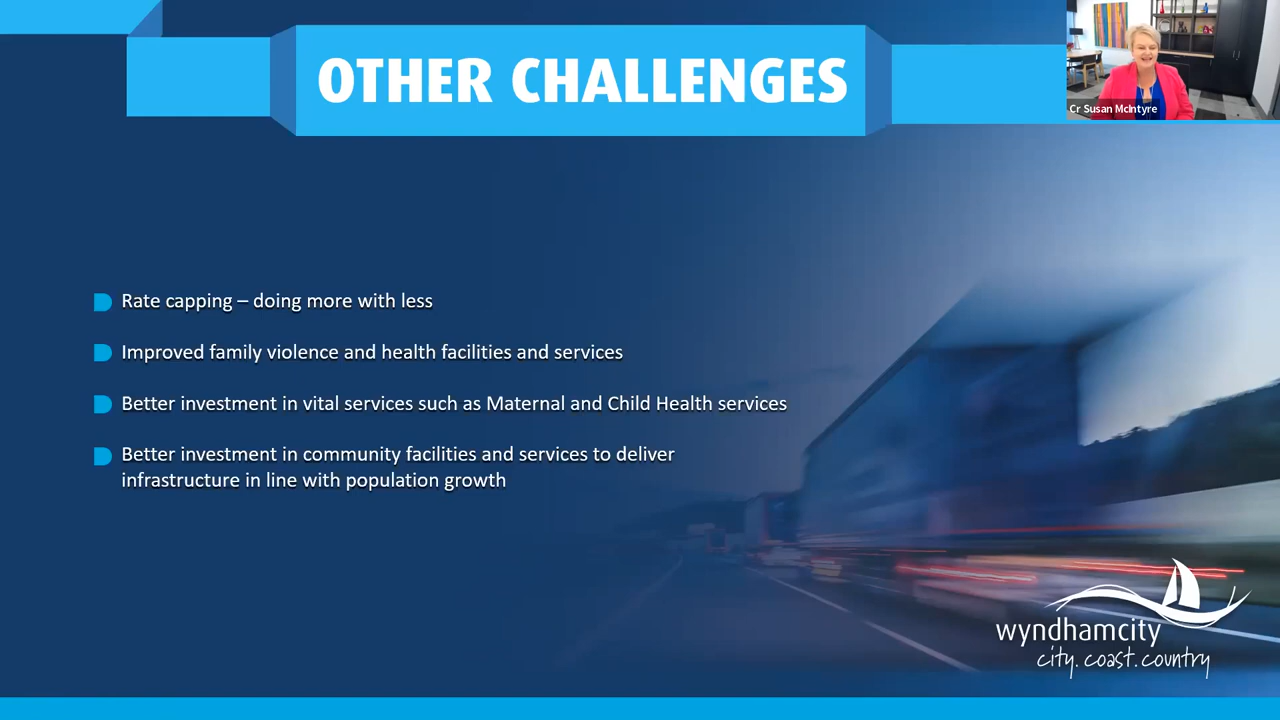 OTHER CHALLENGES
Cr Susan McIntyre
Rate capping – doing more with less
Improved family violence and health facilities and services
Better investment in vital services such as Maternal and Child Health services
Better investment in community facilities and services to deliver
infrastructure in line with population growth
wyndhamcity
city. coast. country